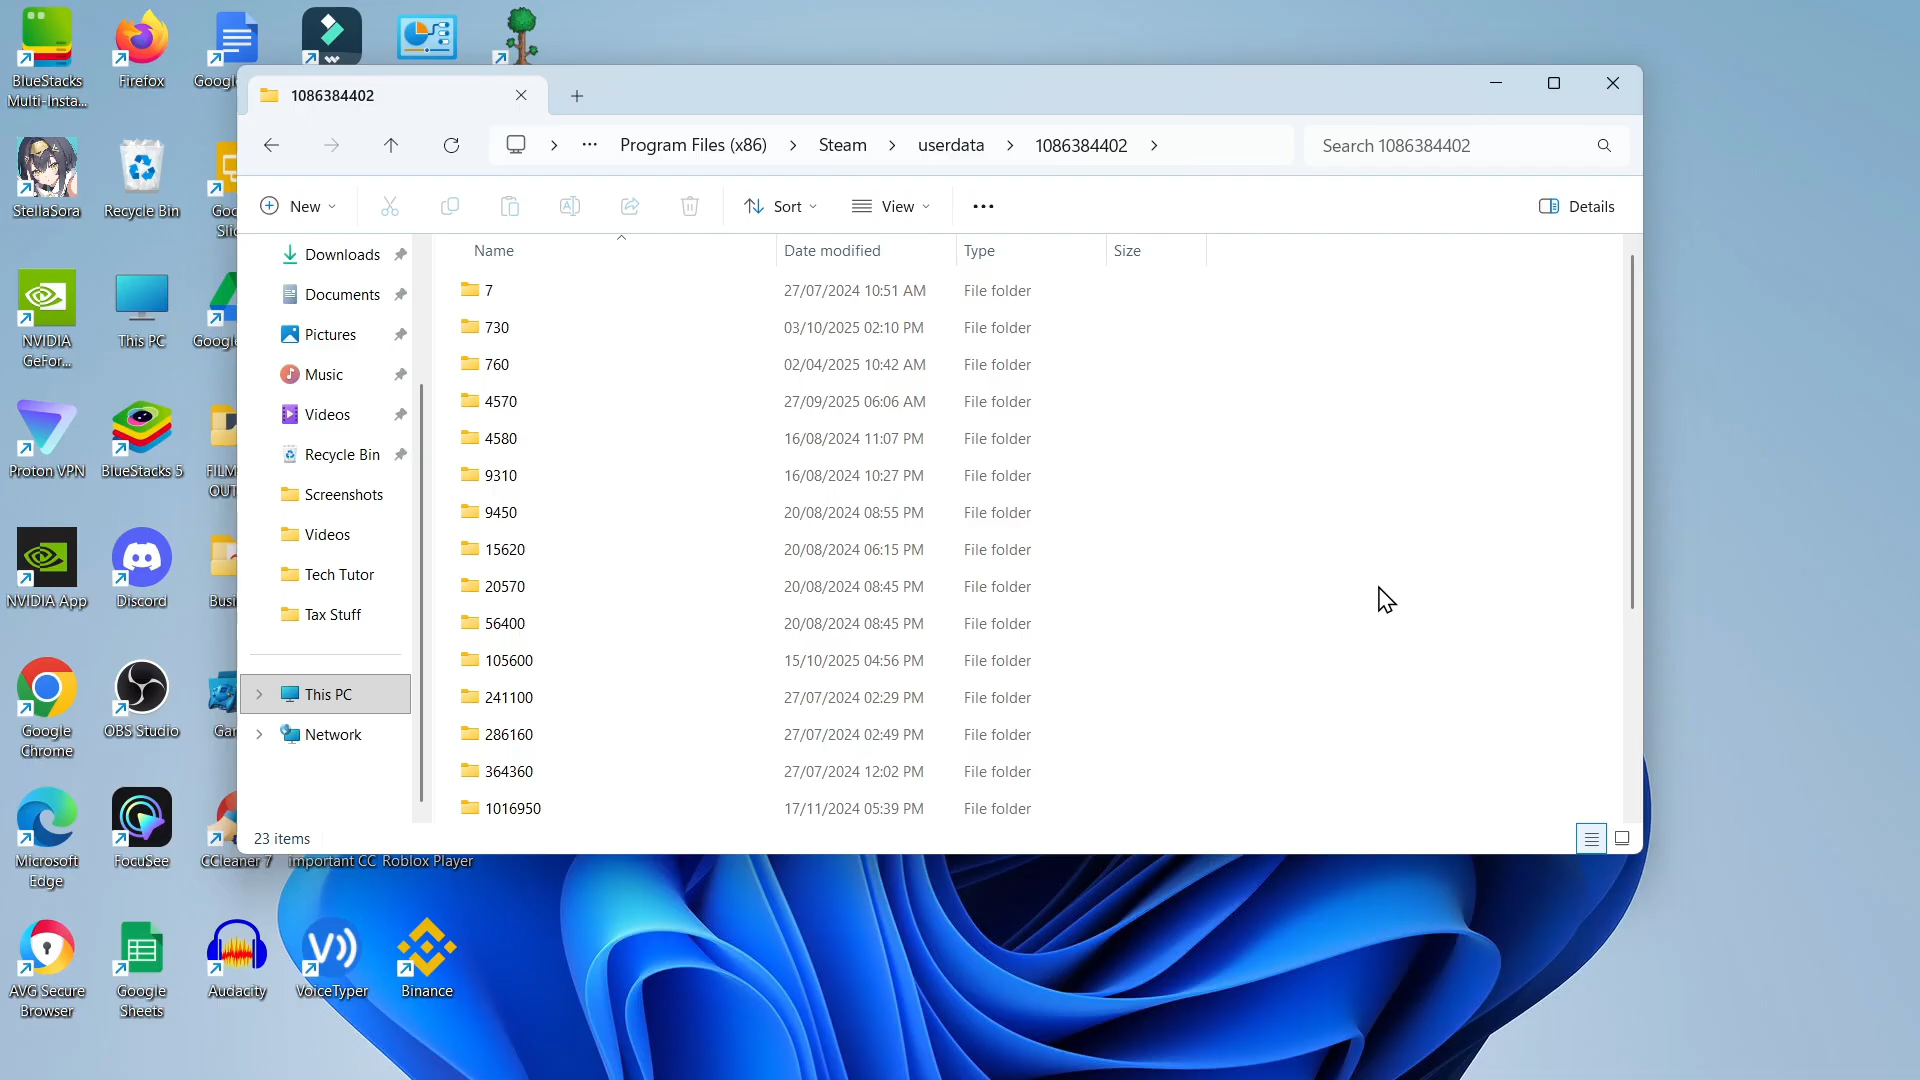 BlueStacks
Multi-Insta...
Firefox
Googl
StellaSora
Recycle Bin
Goo
Slic
NVIDIA
GeFor...
This PC
Google
Proton VPN
BlueStacks 5
FILM
OUT
NVIDIA App
Discord
Busi
Google
Chrome
OBS Studio
Gar
Microsoft
Edge
FocuSee
CCleaner 7
important CC
Roblox Player
AVG Secure
Browser
Google
Sheets
Audacity
VoiceTyper
Binance
1086384402
Program Files (x86)
Steam
userdata
1086384402
Search 1086384402
New
Sort
View
Details
Downloads
Documents
Pictures
Music
Videos
Recycle Bin
Screenshots
Videos
Tech Tutor
Tax Stuff
This PC
Network
Name Date modified Type Size
7 27/07/2024 10:51 AM File folder
730 03/10/2025 02:10 PM File folder
760 02/04/2025 10:42 AM File folder
4570 27/09/2025 06:06 AM File folder
4580 16/08/2024 11:07 PM File folder
9310 16/08/2024 10:27 PM File folder
9450 20/08/2024 08:55 PM File folder
15620 20/08/2024 06:15 PM File folder
20570 20/08/2024 08:45 PM File folder
56400 20/08/2024 08:45 PM File folder
105600 15/10/2025 04:56 PM File folder
241100 27/07/2024 02:29 PM File folder
286160 27/07/2024 02:49 PM File folder
364360 27/07/2024 12:02 PM File folder
1016950 17/11/2024 05:39 PM File folder
23 items